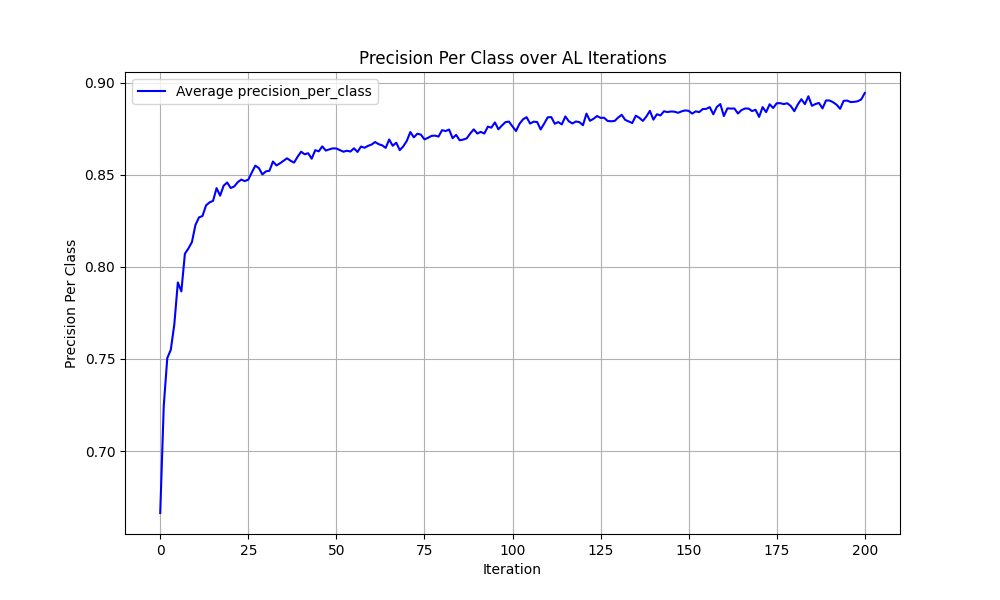 Precision Per Class over AL Iterations
Average precision_per_class
Precision Per Class
0.90
0.85
0.80
0.75
0.70
0 25 50 75 100 125 150 175 200
Iteration